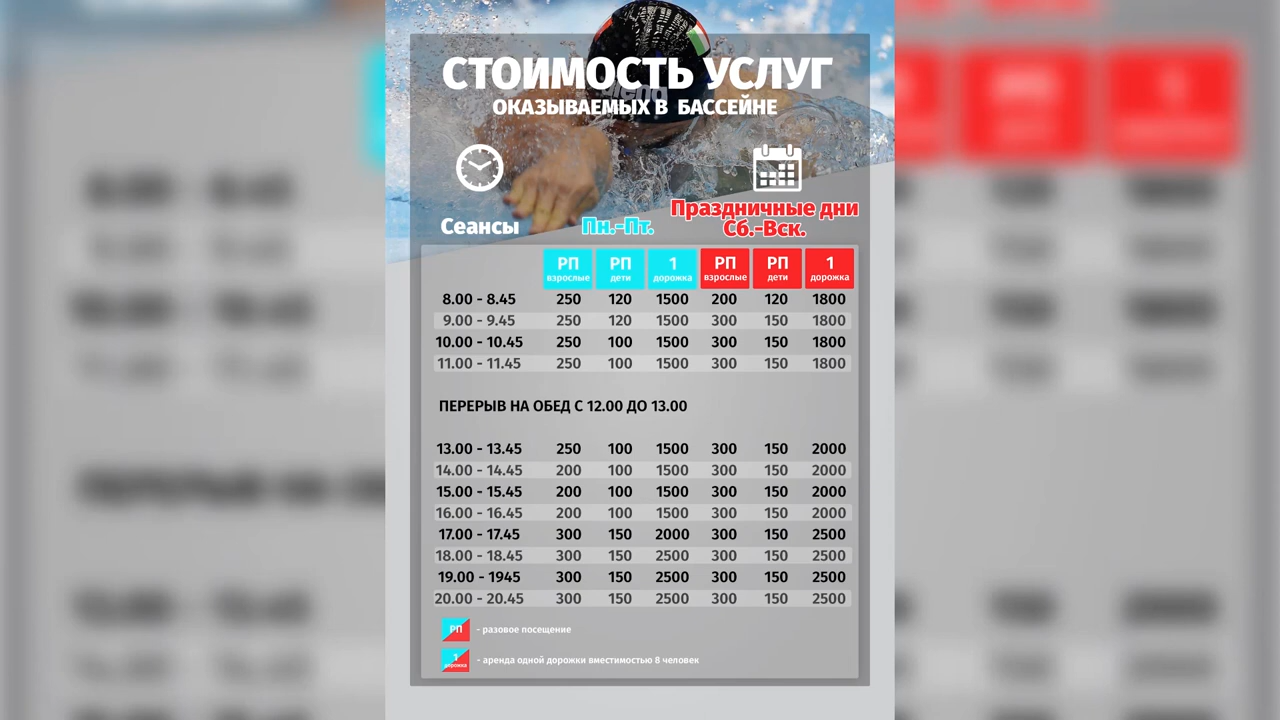 СТОИМОСТЬ УСЛУГ
ОКАЗЫВАЕМЫХ В БАССЕЙНЕ
Сеансы Пн.-Пт. Праздничные дни
Сб.-Вск.
РП РП 1 РП РП 1
взрослые дети дорожка взрослые дети дорожка
8.00 - 8.45 250 120 1500 200 120 1800
9.00 - 9.45 250 120 1500 300 150 1800
10.00 - 10.45 250 100 1500 300 150 1800
11.00 - 11.45 250 100 1500 300 150 1800
ПЕРЕРЫВ НА ОБЕД С 12.00 ДО 13.00
13.00 - 13.45 250 100 1500 300 150 2000
14.00 - 14.45 200 100 1500 300 150 2000
15.00 - 15.45 200 100 1500 300 150 2000
16.00 - 16.45 200 100 1500 300 150 2000
17.00 - 17.45 300 150 2000 300 150 2500
18.00 - 18.45 300 150 2500 300 150 2500
19.00 - 1945 300 150 2500 300 150 2500
20.00 - 20.45 300 150 2500 300 150 2500
РП - разовое посещение
1 дорожка - аренда одной дорожки вместимостью 8 человек